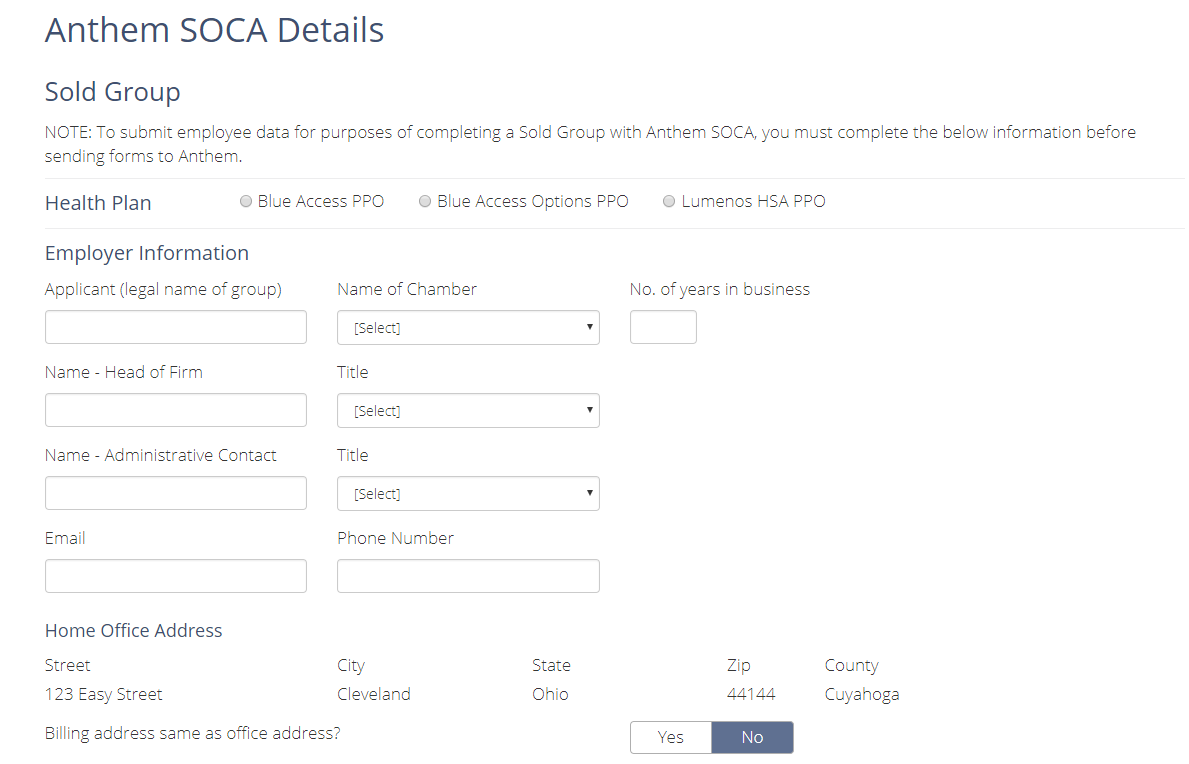 Anthem SOCA Details
Sold Group
NOTE: To submit employee data for purposes of completing a Sold Group with Anthem SOCA, you must complete the below information before
sending forms to Anthem.
Health Plan Blue Access PPO Blue Access Options PPO Lumenos HSA PPO
Employer Information
Applicant (legal name of group) Name of Chamber No. of years in business
[Select]
Name - Head of Firm Title
[Select]
Name - Administrative Contact Title
[Select]
Email Phone Number
Home Office Address
Street City State Zip County
123 Easy Street Cleveland Ohio 44144 Cuyahoga
Billing address same as office address? Yes No